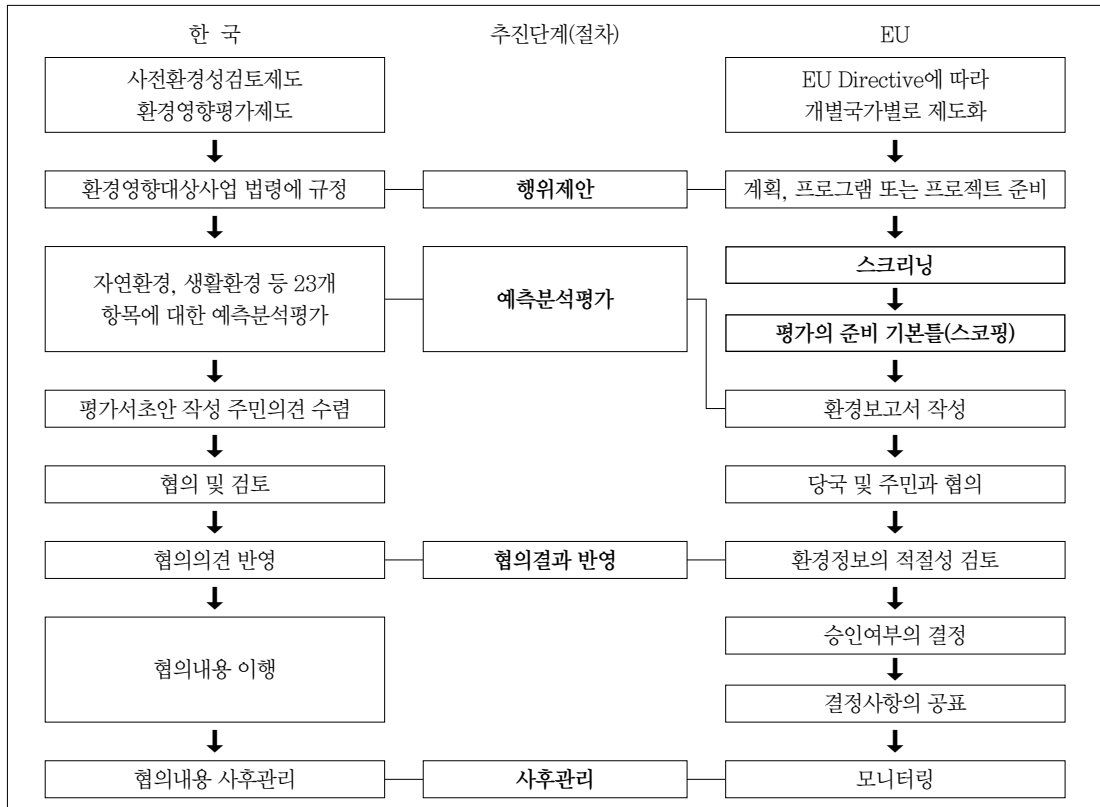 한 국
추진단계(절차)
EU
사전환경성검토제도
환경영향평가제도
EU Directive에 따라
개별국가별로 제도화
환경영향대상사업 법령에 규정
행위제안
계획, 프로그램 또는 프로젝트 준비
자연환경, 생활환경 등 23개
항목에 대한 예측분석평가
예측분석평가
스크리닝
평가의 준비 기본틀(스코핑)
평가서초안 작성 주민의견 수렴
환경보고서 작성
협의 및 검토
당국 및 주민과 협의
협의의견 반영
협의결과 반영
환경정보의 적절성 검토
협의내용 이행
승인여부의 결정
결정사항의 공표
협의내용 사후관리
사후관리
모니터링